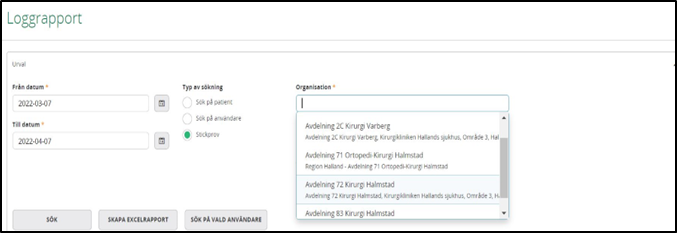 Loggrapport
Urval
Från datum *
2022-03-07
Till datum *
2022-04-07
Typ av sökning
Sök på patient
Sök på användare
Stickprov
Organisation *
Avdelning 2C Kirurgi Varberg
Avdelning 2C Kirurgi Varberg, Kirurgikliniken Hallands sjukhus, Område 3, Hal
Avdelning 71 Ortopedi-Kirurgi Halmstad
Region Halland - Avdelning 71 Ortopedi-Kirurgi Halmstad
Avdelning 72 Kirurgi Halmstad
Avdelning 72 Kirurgi Halmstad, Kirurgikliniken Hallands sjukhus, Område 3, H
Avdelning 83 Kirurgi Halmstad
SÖK
SKAPA EXCELRAPPORT
SÖK PÅ VALD ANVÄNDARE